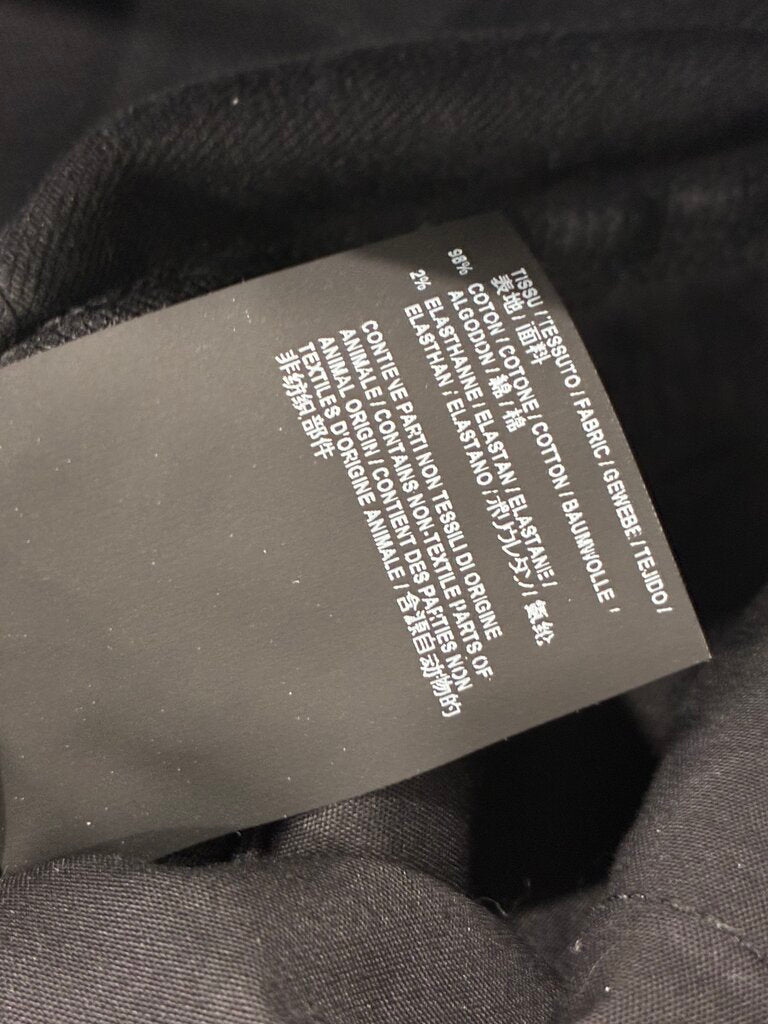 TISSU / TESSUTO / FABRIC / GEWEBE / TEJIDO /
表地 / 面料
98% COTON / COTONE / COTTON / BAUMWOLLE /
ALGODON / 綿 / 棉
2% ELASTHANNE / ELASTAN / ELASTANE /
ELASTHAN / ELASTANO / ポリウレタン / 氨纶
CONTIEVE PARTI NON TESSILI DI ORIGINE
ANIMALE / CONTAINS NON-TEXTILE PARTS OF
ANIMAL ORIGIN / CONTIENT DES PARTIES NON
TEXTILES D'ORIGINE ANIMALE / 含源自动物的
非纺织部件